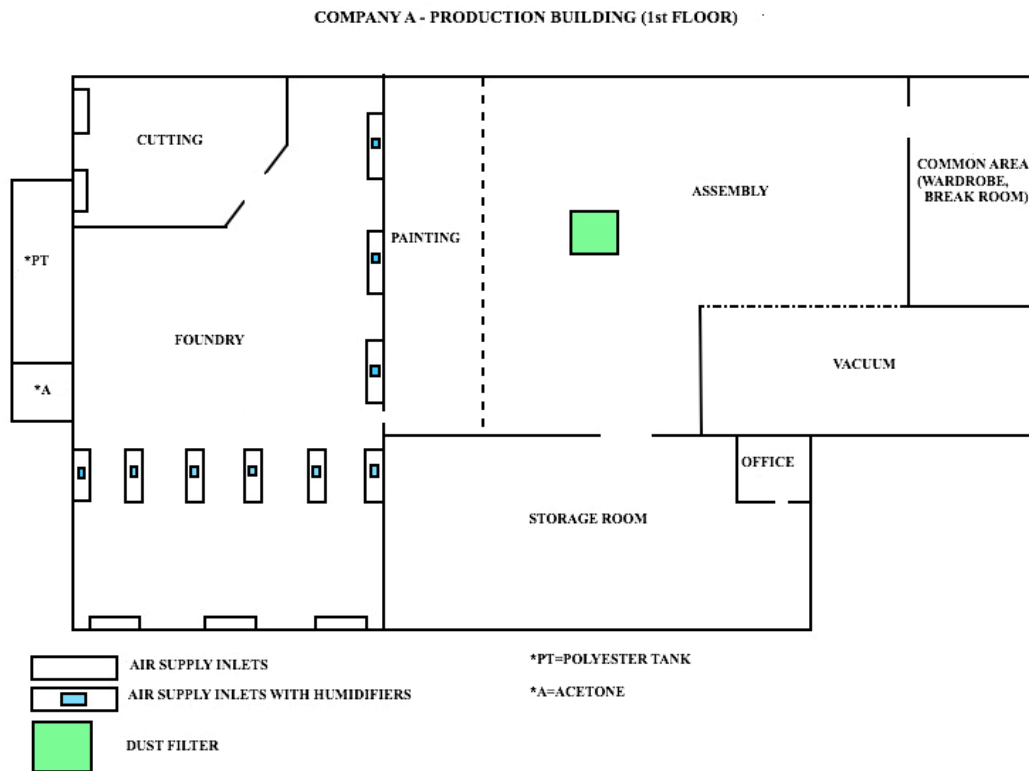 COMPANY A - PRODUCTION BUILDING (1st FLOOR)
CUTTING
COMMON AREA
(WARDROBE,
BREAK ROOM)
ASSEMBLY
PAINTING
*PT
FOUNDRY
VACUUM
*A
OFFICE
STORAGE ROOM
AIR SUPPLY INLETS
*PT=POLYESTER TANK
AIR SUPPLY INLETS WITH HUMIDIFIERS
*A=ACETONE
DUST FILTER